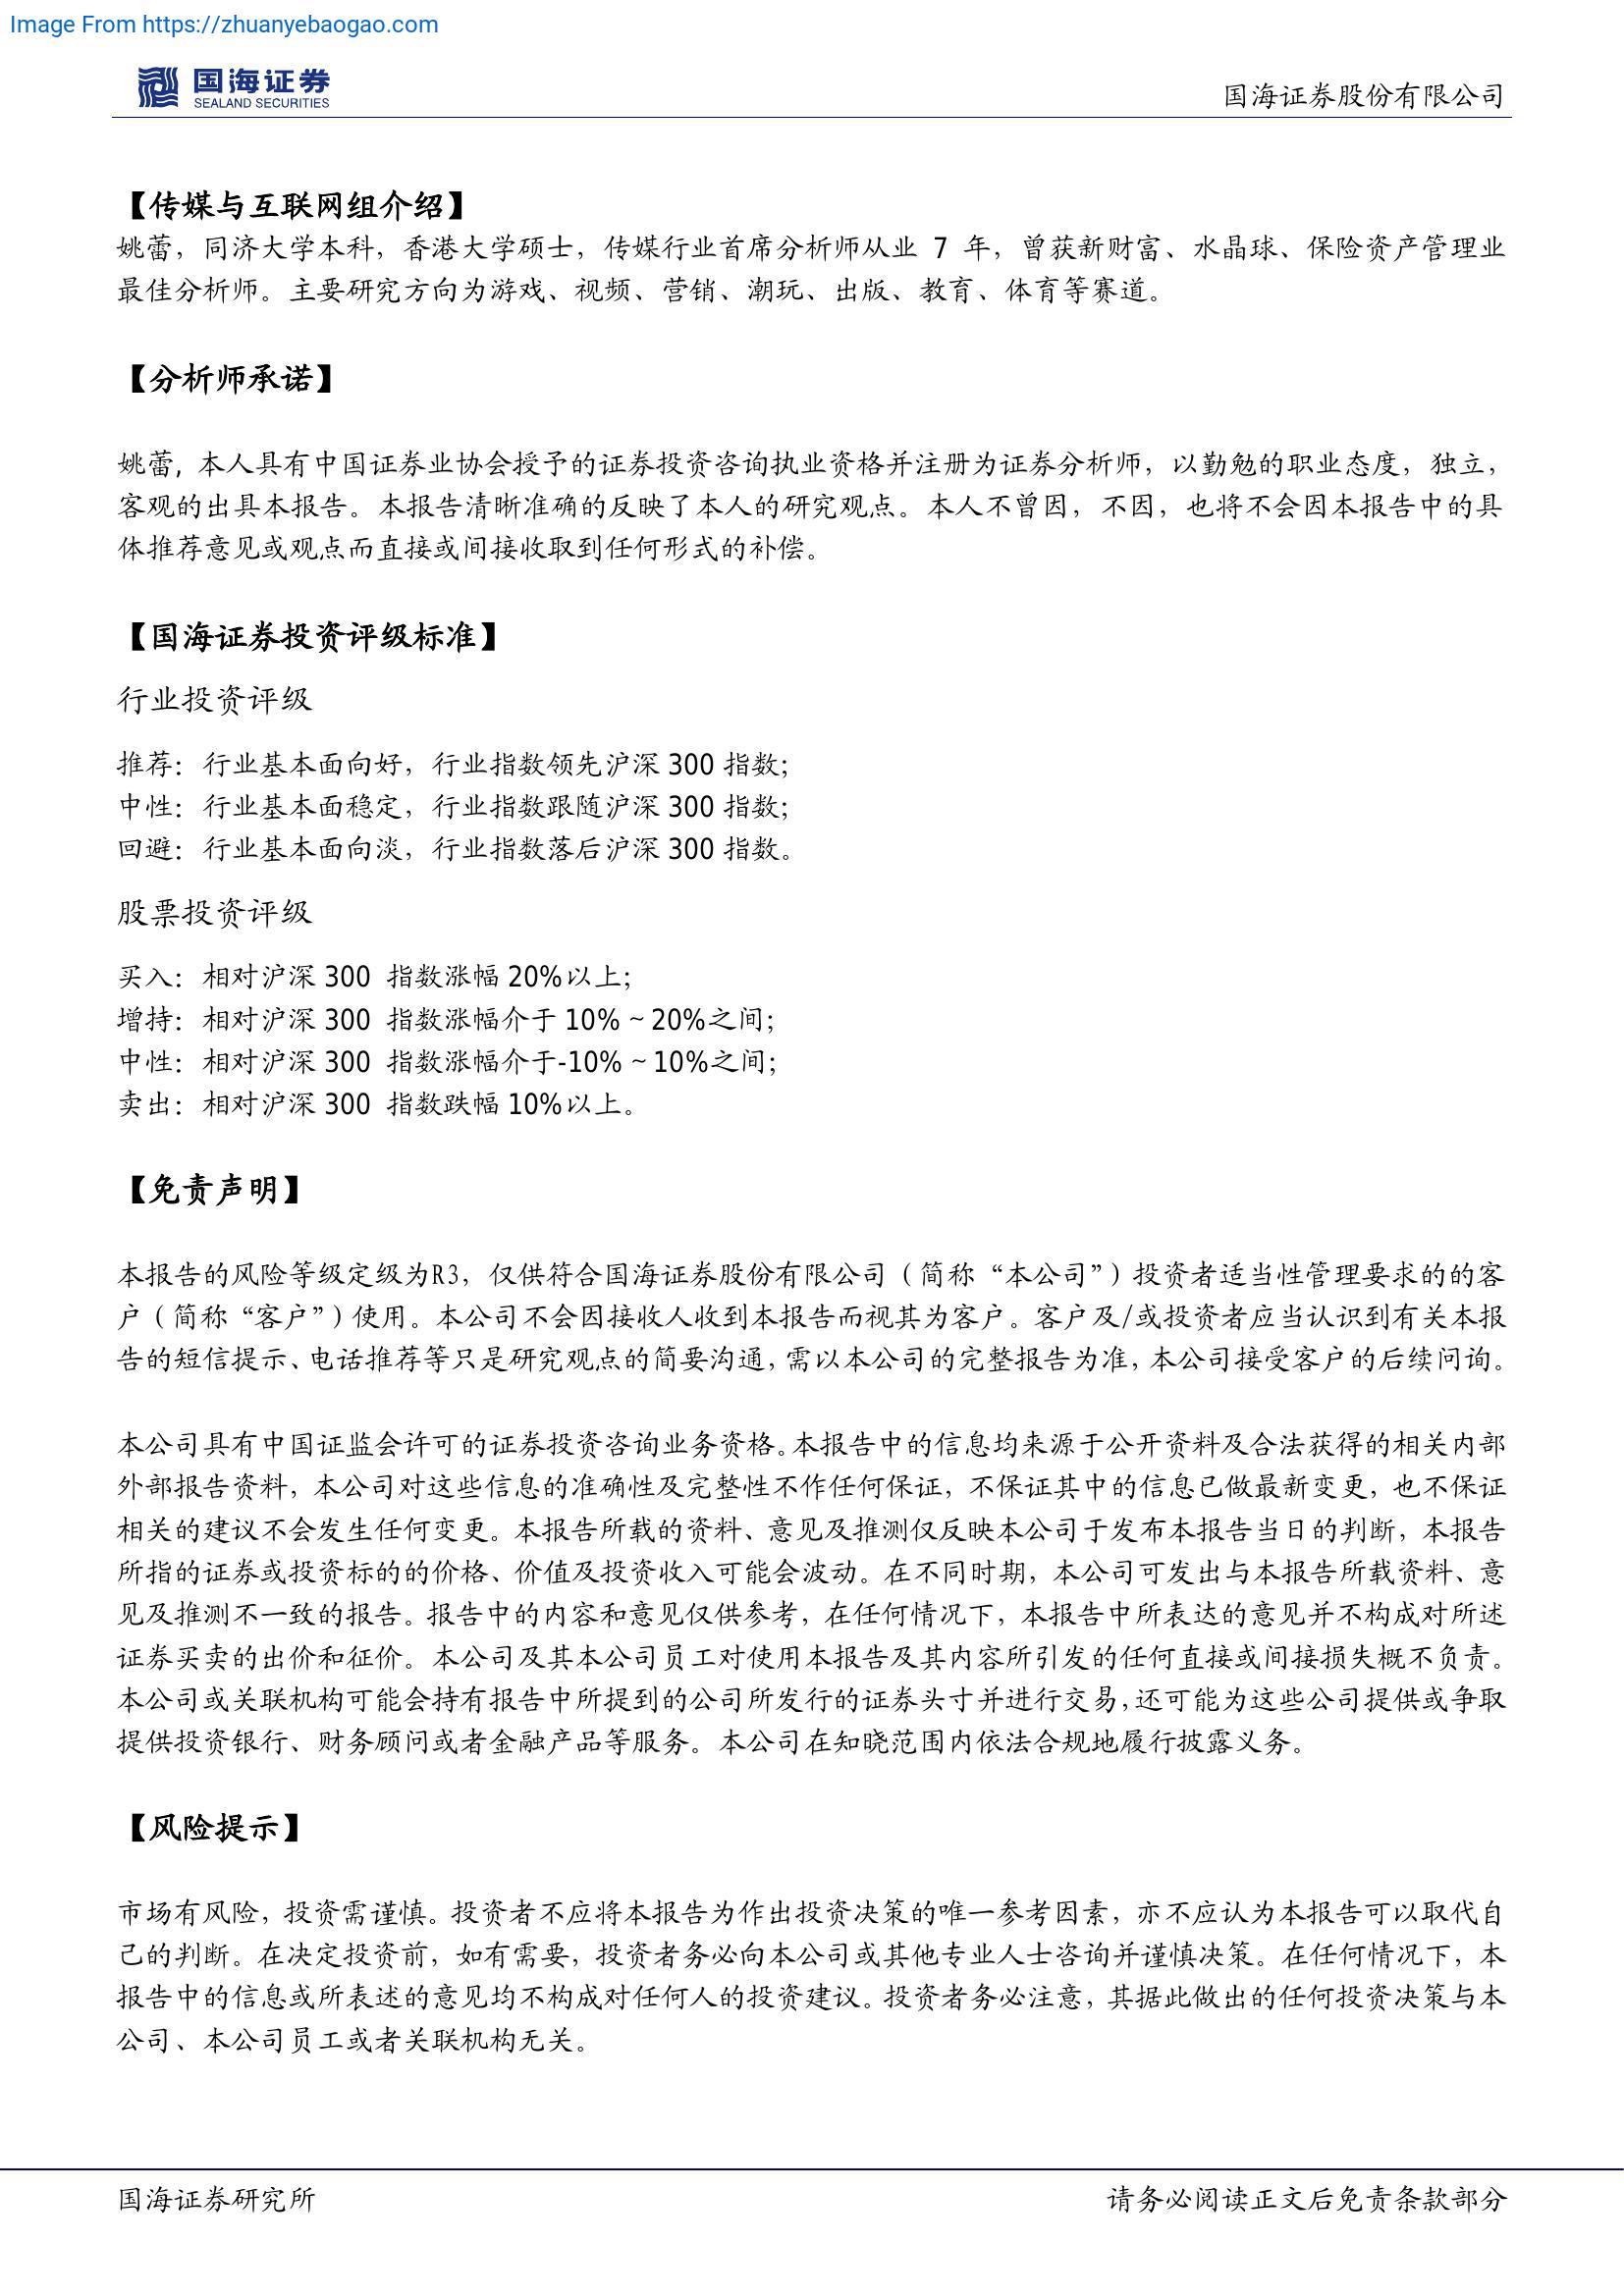 Image From https://zhuanyebaogao.com
国海证券
SEALAND SECURITIES
国海证券股份有限公司
【传媒与互联网组介绍】
姚蕾，同济大学本科，香港大学硕士，传媒行业首席分析师从业 7 年，曾获新财富、水晶球、保险资产管理业
最佳分析师。主要研究方向为游戏、视频、营销、潮玩、出版、教育、体育等赛道。
【分析师承诺】
姚蕾, 本人具有中国证券业协会授予的证券投资咨询执业资格并注册为证券分析师，以勤勉的职业态度，独立，
客观的出具本报告。本报告清晰准确的反映了本人的研究观点。本人不曾因，不因，也将不会因本报告中的具
体推荐意见或观点而直接或间接收取到任何形式的补偿。
【国海证券投资评级标准】
行业投资评级
推荐：行业基本面向好，行业指数领先沪深 300 指数；
中性：行业基本面稳定，行业指数跟随沪深 300 指数；
回避：行业基本面向淡，行业指数落后沪深 300 指数。
股票投资评级
买入：相对沪深 300 指数涨幅 20%以上；
增持：相对沪深 300 指数涨幅介于 10%～20%之间；
中性：相对沪深 300 指数涨幅介于-10%～10%之间；
卖出：相对沪深 300 指数跌幅 10%以上。
【免责声明】
本报告的风险等级定级为R3，仅供符合国海证券股份有限公司（简称“本公司”）投资者适当性管理要求的的客
户（简称“客户”）使用。本公司不会因接收人收到本报告而视其为客户。客户及/或投资者应当认识到有关本报
告的短信提示、电话推荐等只是研究观点的简要沟通，需以本公司的完整报告为准，本公司接受客户的后续问询。
本公司具有中国证监会许可的证券投资咨询业务资格。本报告中的信息均来源于公开资料及合法获得的相关内部
外部报告资料，本公司对这些信息的准确性及完整性不作任何保证，不保证其中的信息已做最新变更，也不保证
相关的建议不会发生任何变更。本报告所载的资料、意见及推测仅反映本公司于发布本报告当日的判断，本报告
所指的证券或投资标的的价格、价值及投资收入可能会波动。在不同时期，本公司可发出与本报告所载资料、意
见及推测不一致的报告。报告中的内容和意见仅供参考，在任何情况下，本报告中所表达的意见并不构成对所述
证券买卖的出价和征价。本公司及其本公司员工对使用本报告及其内容所引发的任何直接或间接损失概不负责。
本公司或关联机构可能会持有报告中所提到的公司所发行的证券头寸并进行交易，还可能为这些公司提供或争取
提供投资银行、财务顾问或者金融产品等服务。本公司在知晓范围内依法合规地履行披露义务。
【风险提示】
市场有风险，投资需谨慎。投资者不应将本报告为作出投资决策的唯一参考因素，亦不应认为本报告可以取代自
己的判断。在决定投资前，如有需要，投资者务必向本公司或其他专业人士咨询并谨慎决策。在任何情况下，本
报告中的信息或所表述的意见均不构成对任何人的投资建议。投资者务必注意，其据此做出的任何投资决策与本
公司、本公司员工或者关联机构无关。
国海证券研究所
请务必阅读正文后免责条款部分